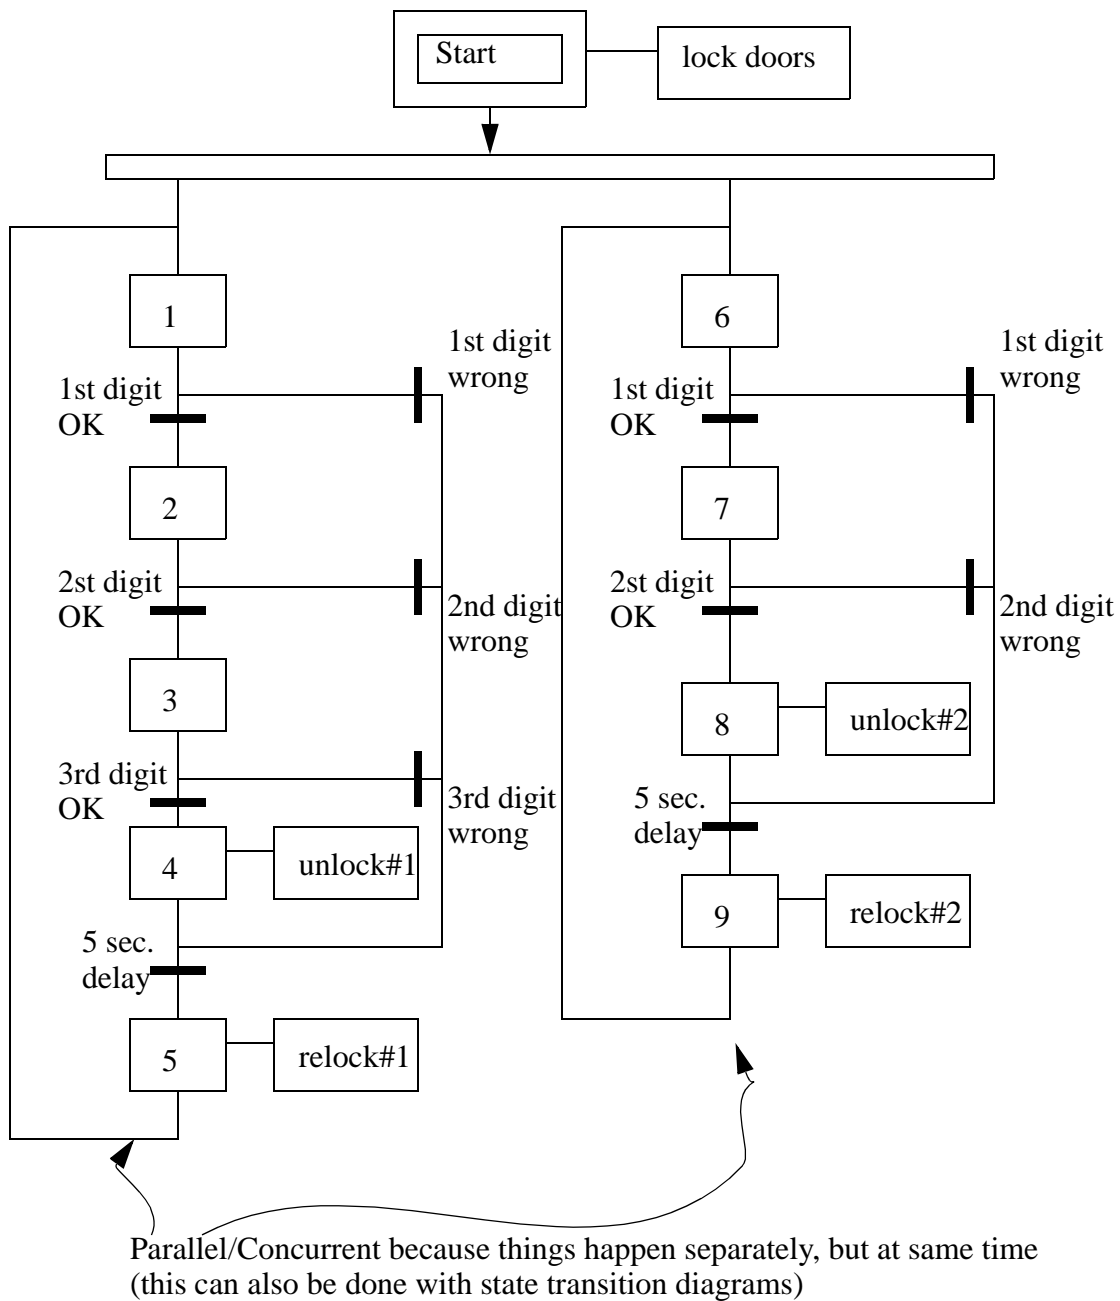 Start
lock doors
1
1st digit
OK
1st digit
wrong
2
2st digit
OK
2nd digit
wrong
3
3rd digit
OK
3rd digit
wrong
4
unlock#1
5 sec.
delay
5
relock#1
6
1st digit
OK
1st digit
wrong
7
2st digit
OK
2nd digit
wrong
8
unlock#2
5 sec.
delay
9
relock#2
Parallel/Concurrent because things happen separately, but at same time
(this can also be done with state transition diagrams)